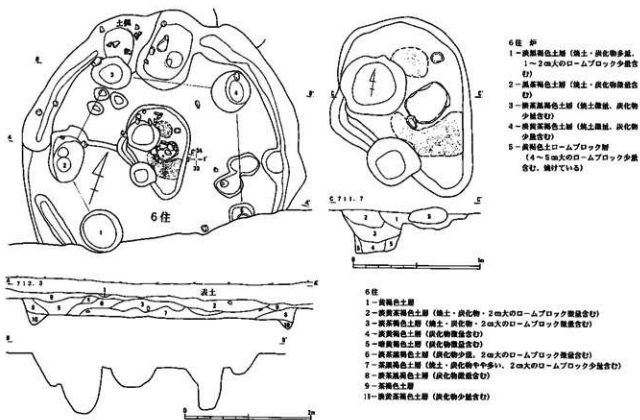 土偶
6住
C 711.7
712.3
表土
0 1m
0 2m
6住 炉
1－淡黒褐色土層(焼土・炭化物多量、
1～2cm大のロームブロック少量含
む)
2－黒茶褐色土層(焼土・炭化物微量含
む)
3－淡茶黒褐色土層(焼土微量、炭化物
少量含む)
4－淡黄茶褐色土層(焼土微量、炭化物
少量含む)
5－黄褐色土ロームブロック層
(4～5cm大のロームブロック少量
含む、焼けている)
6住
1－黄褐色土層
2－淡黄茶褐色土層(焼土・炭化物・2cm大のロームブロック微量含む)
3－淡茶褐色土層(焼土・炭化物・2cm大のロームブロック微量含む)
4－淡黄褐色土層(炭化物微量含む)
5－暗黄褐色土層(炭化物微量含む)
6－淡茶黒褐色土層(炭化物少量、2cm大のロームブロック微量含む)
7－茶黒褐色土層(焼土・炭化物やや多い、2cm大のロームブロック少量含む)
8－淡茶黒褐色土層(炭化物微量含む)
9－茶褐色土層
10－淡黄茶褐色土層(炭化物少量含む)